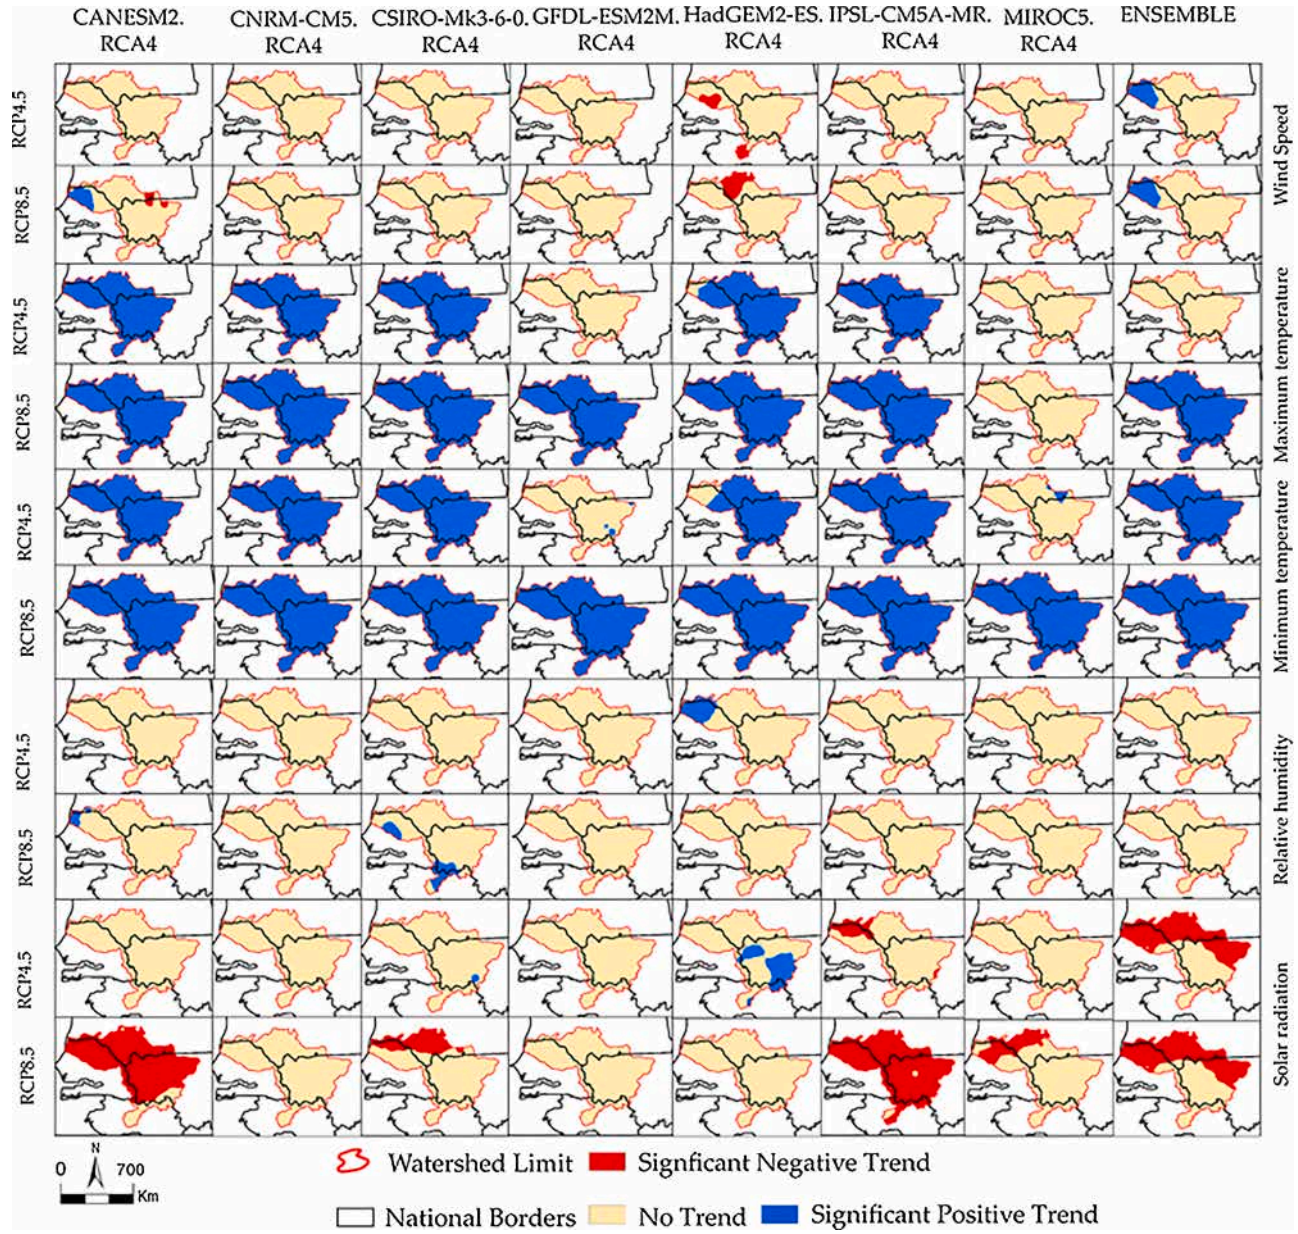 CANESM2. CNRM-CM5. CSIRO-Mk3-6-0. GFDL-ESM2M. HadGEM2-ES. IPSL-CM5A-MR. MIROC5. ENSEMBLE
RCA4 RCA4 RCA4 RCA4 RCA4 RCA4 RCA4
RCP4.5
Wind Speed
RCP8.5
RCP4.5
Maximum temperature
RCP8.5
RCP4.5
Minimum temperature
RCP8.5
RCP4.5
Relative humidity
RCP8.5
RCP4.5
Solar radiation
RCP8.5
N
0 700
Km
Watershed Limit Signficant Negative Trend
National Borders No Trend Significant Positive Trend